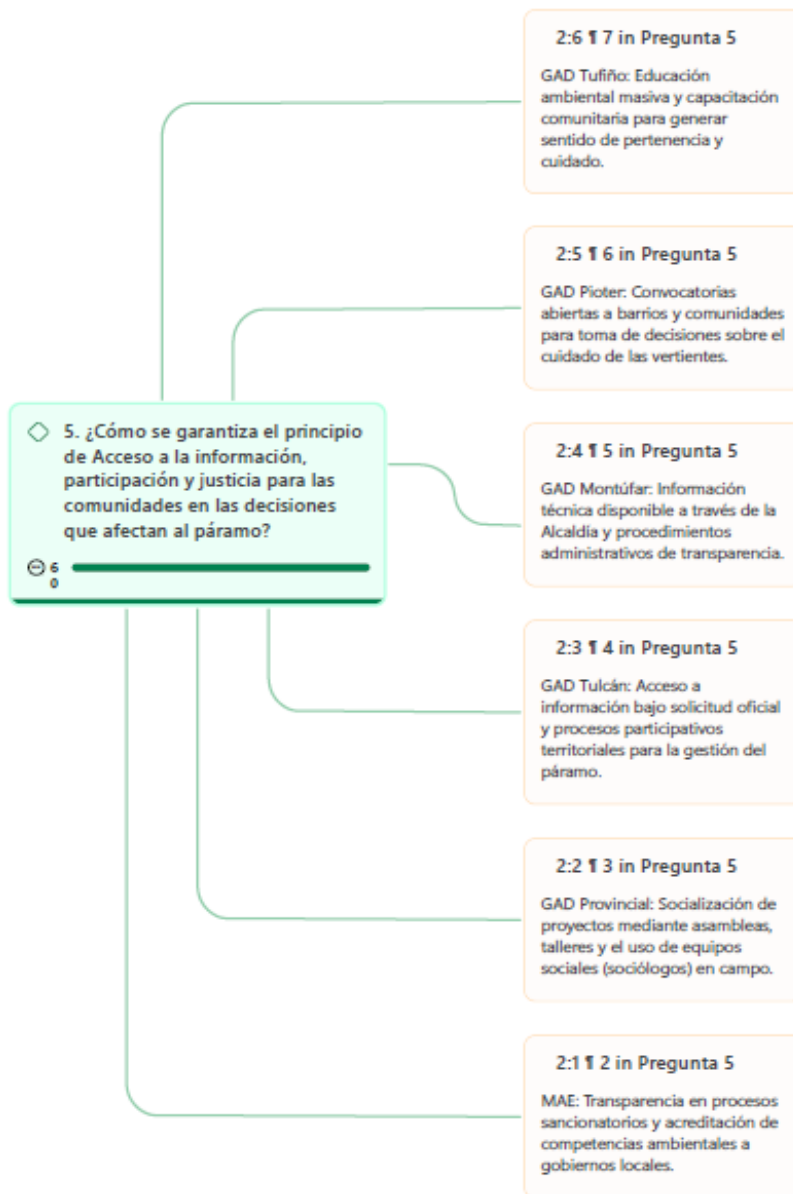 2:6 ¶ 7 in Pregunta 5
GAD Tufiño: Educación
ambiental masiva y capacitación
comunitaria para generar
sentido de pertenencia y
cuidado.
2:5 ¶ 6 in Pregunta 5
GAD Pioter: Convocatorias
abiertas a barrios y comunidades
para toma de decisiones sobre el
cuidado de las vertientes.
5. ¿Cómo se garantiza el principio
de Acceso a la información,
participación y justicia para las
comunidades en las decisiones
que afectan al páramo?
6
0
2:4 ¶ 5 in Pregunta 5
GAD Montúfar: Información
técnica disponible a través de la
Alcaldía y procedimientos
administrativos de transparencia.
2:3 ¶ 4 in Pregunta 5
GAD Tulcán: Acceso a
información bajo solicitud oficial
y procesos participativos
territoriales para la gestión del
páramo.
2:2 ¶ 3 in Pregunta 5
GAD Provincial: Socialización de
proyectos mediante asambleas,
talleres y el uso de equipos
sociales (sociólogos) en campo.
2:1 ¶ 2 in Pregunta 5
MAE: Transparencia en procesos
sancionatorios y acreditación de
competencias ambientales a
gobiernos locales.